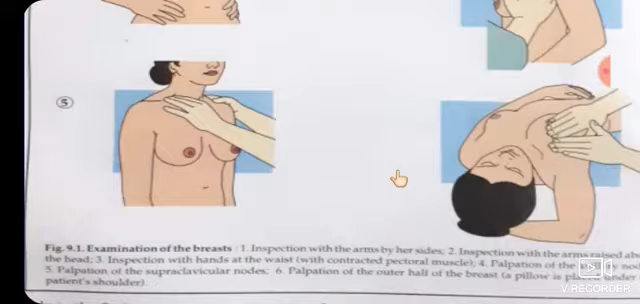 5
Fig. 9.1. Examination of the breasts : 1. Inspection with the arms by her sides; 2. Inspection with the arms raised
the head; 3. Inspection with hands at the waist (with contracted pectoral muscle); 4. Palpation of the
5. Palpation of the supraclavicular nodes; 6. Palpation of the outer half of the breast (a pillow is under
patient's shoulder).
V.RECORDER